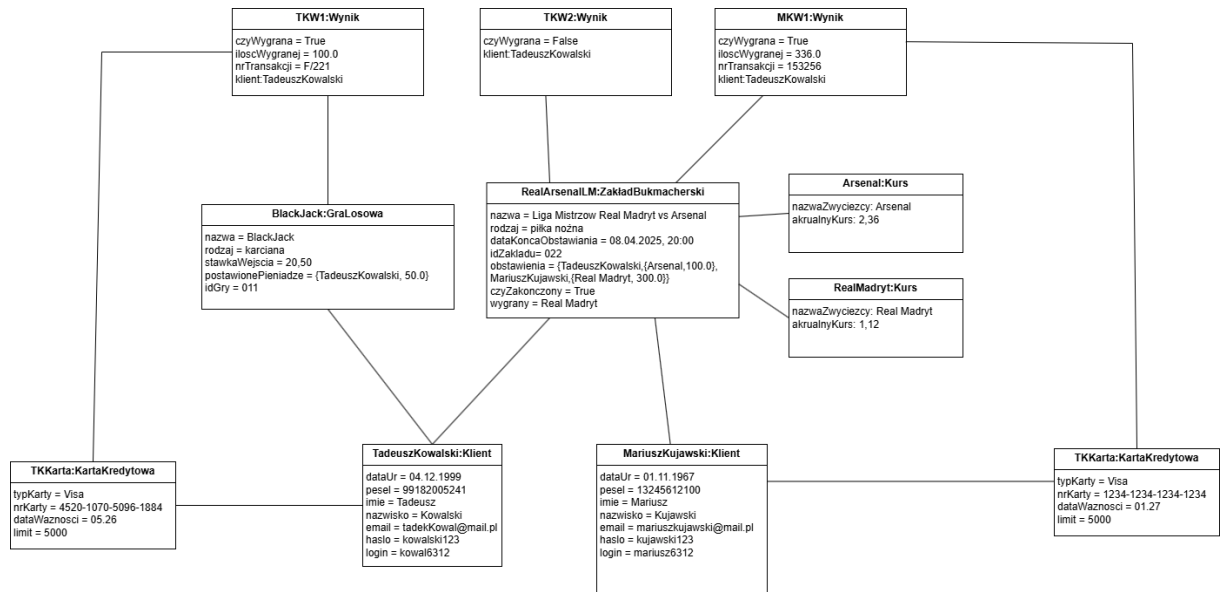 TKW1:Wynik
czyWygrana = True
iloscWygranej = 100.0
nrTransakcji = F/221
klient:TadeuszKowalski
TKW2:Wynik
czyWygrana = False
klient:TadeuszKowalski
MKW1:Wynik
czyWygrana = True
iloscWygranej = 336.0
nrTransakcji = 153256
klient:TadeuszKowalski
BlackJack:GraLosowa
nazwa = BlackJack
rodzaj = karciana
stawkaWejscia = 20,50
postawionePieniadze = {TadeuszKowalski, 50.0}
idGry = 011
RealArsenalLM:ZakładBukmacherski
nazwa = Liga Mistrzow Real Madryt vs Arsenal
rodzaj = piłka nożna
dataKoncaObstawiania = 08.04.2025, 20:00
idZakladu= 022
obstawienia = {TadeuszKowalski,{Arsenal,100.0},
MariuszKujawski,{Real Madryt, 300.0}}
czyZakonczony = True
wygrany = Real Madryt
Arsenal:Kurs
nazwaZwyciezcy: Arsenal
akrualnyKurs: 2,36
RealMadryt:Kurs
nazwaZwyciezcy: Real Madryt
akrualnyKurs: 1,12
TKKarta:KartaKredytowa
typKarty = Visa
nrKarty = 4520-1070-5096-1884
dataWaznosci = 05.26
limit = 5000
TadeuszKowalski:Klient
dataUr = 04.12.1999
pesel = 99182005241
imie = Tadeusz
nazwisko = Kowalski
email = tadekKowal@mail.pl
haslo = kowalski123
login = kowal6312
MariuszKujawski:Klient
dataUr = 01.11.1967
pesel = 13245612100
imie = Mariusz
nazwisko = Kujawski
email = mariuszkujawski@mail.pl
haslo = kujawski123
login = mariusz6312
TKKarta:KartaKredytowa
typKarty = Visa
nrKarty = 1234-1234-1234-1234
dataWaznosci = 01.27
limit = 5000